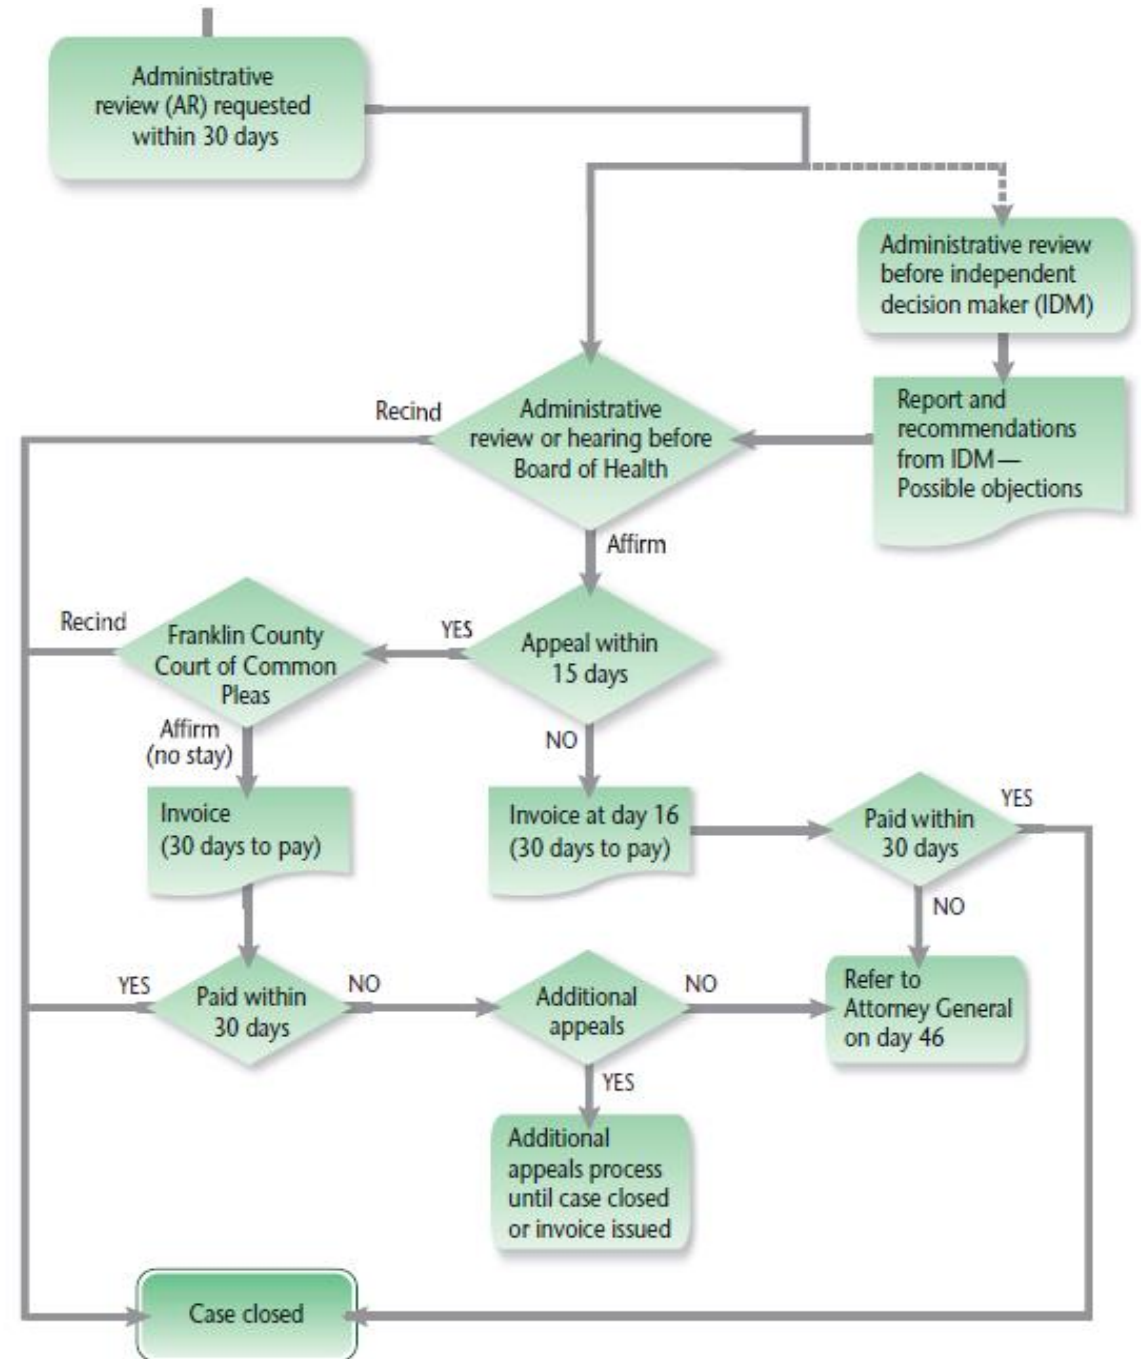 Administrative
review (AR) requested
within 30 days
Administrative review
before independent
decision maker (IDM)
Report and
recommendations
from IDM—
Possible objections
Recind
Administrative
review or hearing before
Board of Health
Affirm
Recind
Franklin County
Court of Common
Pleas
YES
Appeal within
15 days
Affirm
(no stay)
NO
Invoice
(30 days to pay)
Invoice at day 16
(30 days to pay)
Paid within
30 days
YES
NO
YES
Paid within
30 days
NO
Additional
appeals
NO
Refer to
Attorney General
on day 46
YES
Additional
appeals process
until case closed
or invoice issued
Case closed